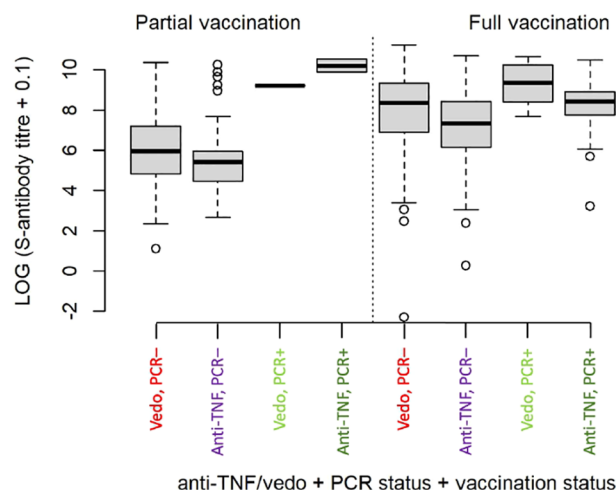 Partial vaccination
Full vaccination
LOG (S-antibody titre + 0.1)
10
8
6
4
2
0
-2
Vedo, PCR−
Anti-TNF, PCR−
Vedo, PCR+
Anti-TNF, PCR+
Vedo, PCR−
Anti-TNF, PCR−
Vedo, PCR+
Anti-TNF, PCR+
anti-TNF/vedo + PCR status + vaccination status